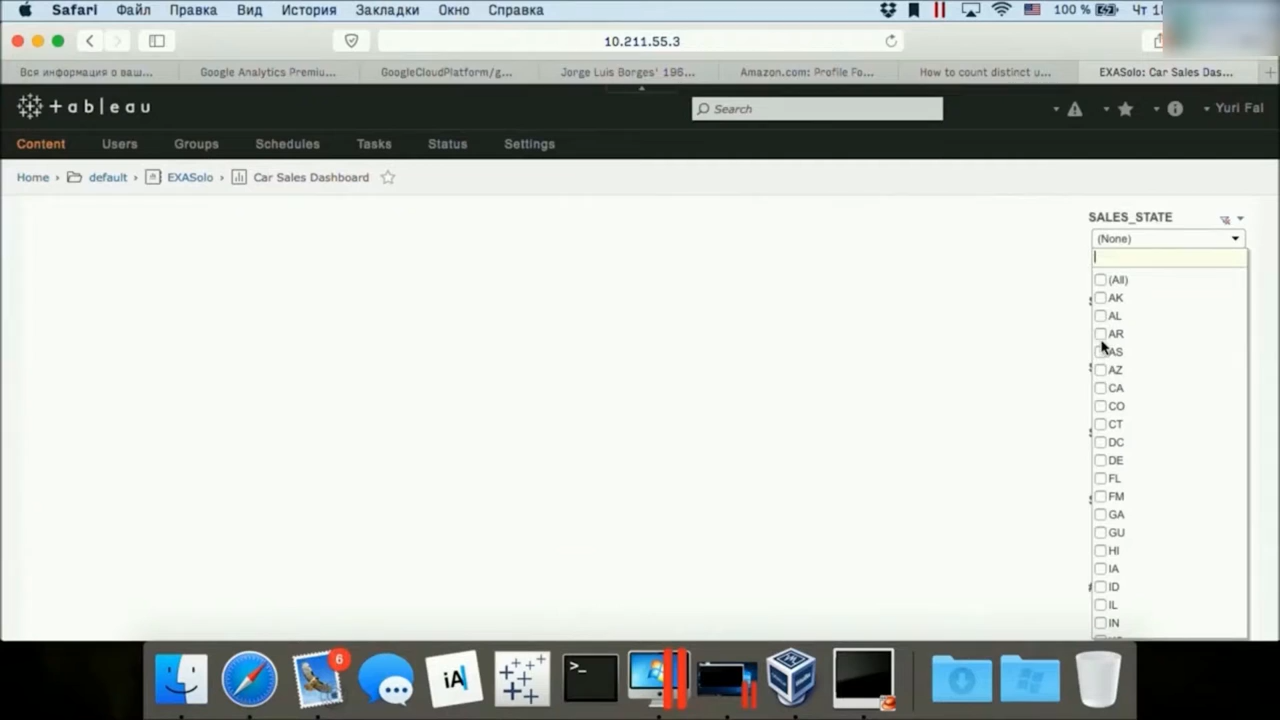 Safari Файл Правка Вид История Закладки Окно Справка 100 % Чт
10.211.55.3
Вся информация о ваш... Google Analytics Premiu... GoogleCloudPlatform/g... Jorge Luis Borges' 196... Amazon.com: Profile Fo... How to count distinct u... EXASolo: Car Sales Das...
+ableau Search Yuri Fal
Content Users Groups Schedules Tasks Status Settings
Home › default › EXASolo › Car Sales Dashboard
SALES_STATE
(None)
(All)
AK
AL
AR
AS
AZ
CA
CO
CT
DC
DE
FL
FM
GA
GU
HI
IA
ID
IL
IN
6
iA
>_